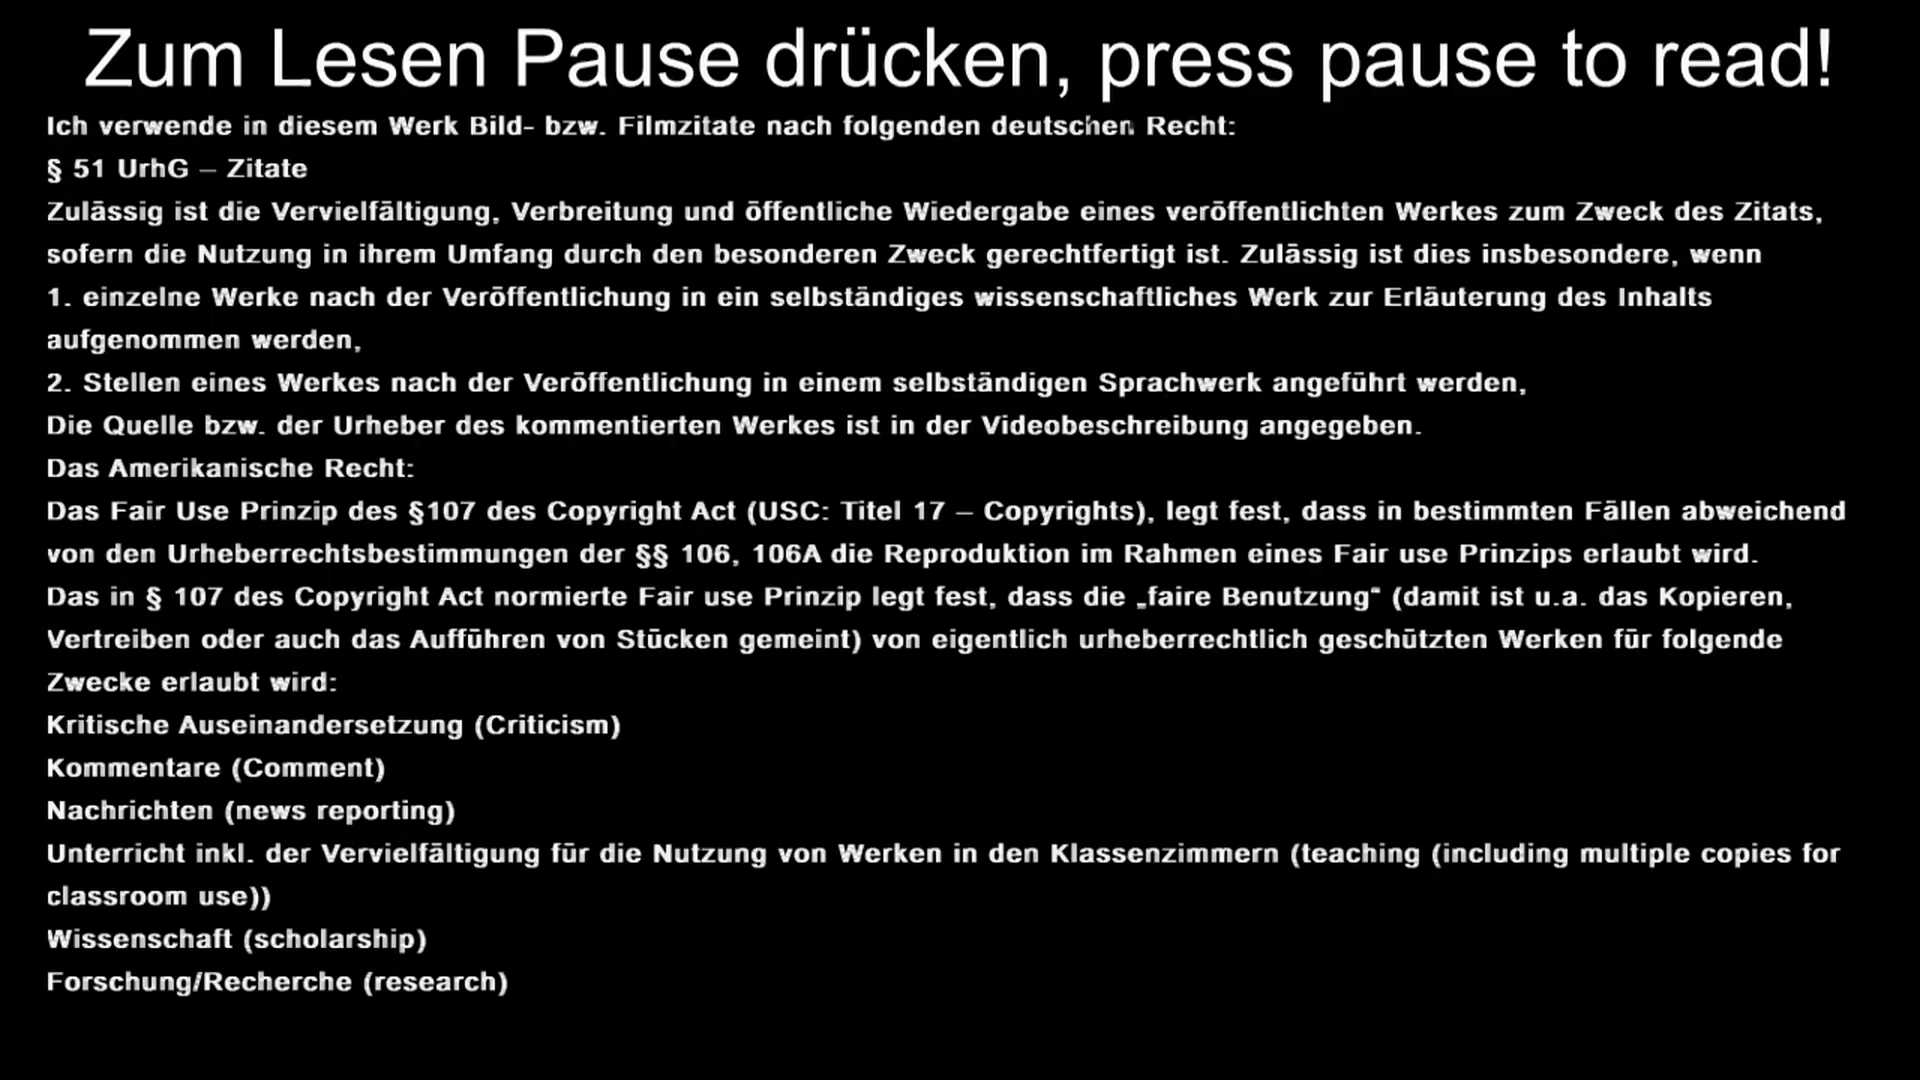 Zum Lesen Pause drücken, press pause to read!
Ich verwende in diesem Werk Bild- bzw. Filmzitate nach folgenden deutschen Recht:
§ 51 UrhG – Zitate
Zulässig ist die Vervielfältigung, Verbreitung und öffentliche Wiedergabe eines veröffentlichten Werkes zum Zweck des Zitats,
sofern die Nutzung in ihrem Umfang durch den besonderen Zweck gerechtfertigt ist. Zulässig ist dies insbesondere, wenn
1. einzelne Werke nach der Veröffentlichung in ein selbständiges wissenschaftliches Werk zur Erläuterung des Inhalts
aufgenommen werden,
2. Stellen eines Werkes nach der Veröffentlichung in einem selbständigen Sprachwerk angeführt werden,
Die Quelle bzw. der Urheber des kommentierten Werkes ist in der Videobeschreibung angegeben.
Das Amerikanische Recht:
Das Fair Use Prinzip des §107 des Copyright Act (USC: Titel 17 – Copyrights), legt fest, dass in bestimmten Fällen abweichend
von den Urheberrechtsbestimmungen der §§ 106, 106A die Reproduktion im Rahmen eines Fair use Prinzips erlaubt wird.
Das in § 107 des Copyright Act normierte Fair use Prinzip legt fest, dass die „faire Benutzung“ (damit ist u.a. das Kopieren,
Vertreiben oder auch das Aufführen von Stücken gemeint) von eigentlich urheberrechtlich geschützten Werken für folgende
Zwecke erlaubt wird:
Kritische Auseinandersetzung (Criticism)
Kommentare (Comment)
Nachrichten (news reporting)
Unterricht inkl. der Vervielfältigung für die Nutzung von Werken in den Klassenzimmern (teaching (including multiple copies for
classroom use))
Wissenschaft (scholarship)
Forschung/Recherche (research)